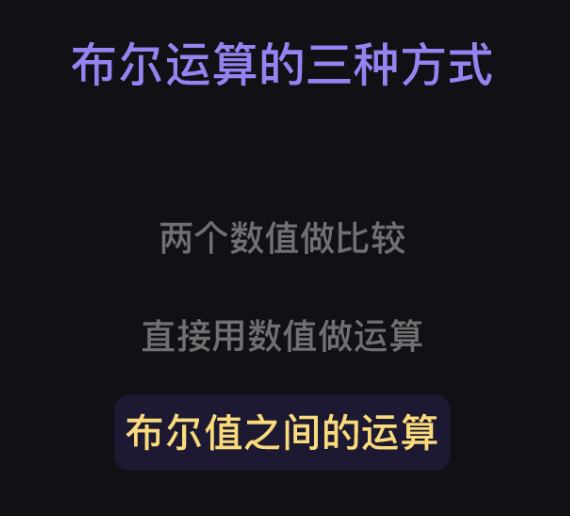 布尔运算的三种方式
两个数值做比较
直接用数值做运算
布尔值之间的运算